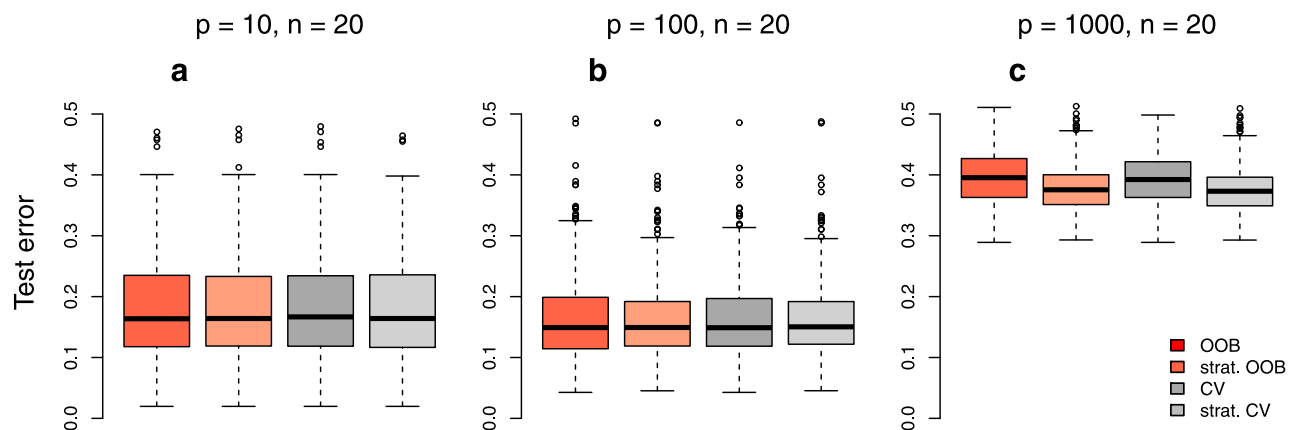 p = 10, n = 20
p = 100, n = 20
p = 1000, n = 20
a
b
c
Test error
0.5
0.4
0.3
0.2
0.1
0.0
0.5
0.4
0.3
0.2
0.1
0.0
0.5
0.4
0.3
0.2
0.1
0.0
OOB
strat. OOB
CV
strat. CV